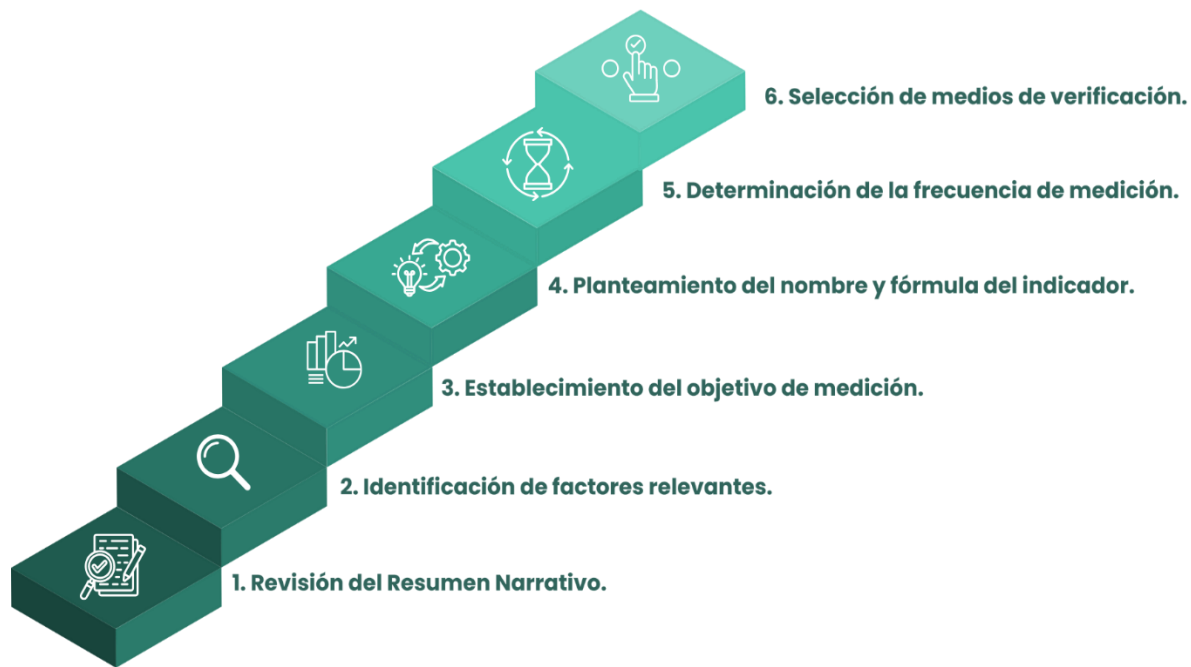 6. Selección de medios de verificación.
5. Determinación de la frecuencia de medición.
4. Planteamiento del nombre y fórmula del indicador.
3. Establecimiento del objetivo de medición.
2. Identificación de factores relevantes.
1. Revisión del Resumen Narrativo.